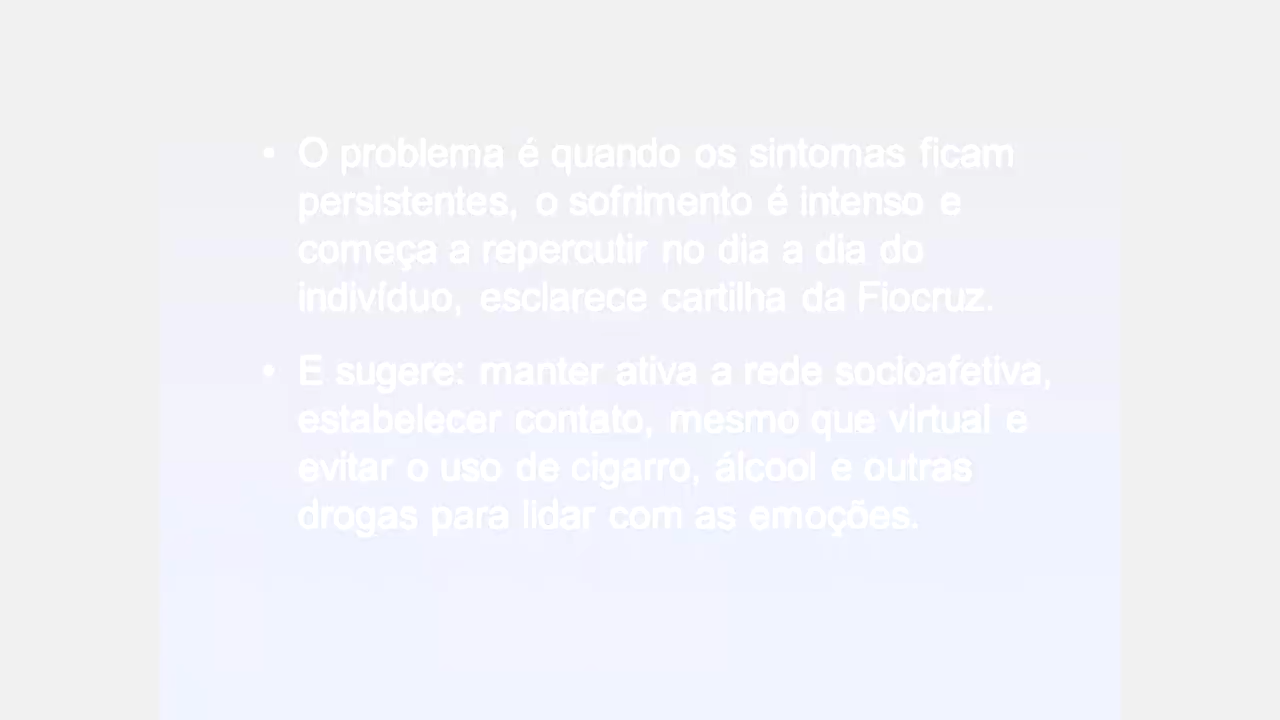 • O problema é quando os sintomas ficam
persistentes, o sofrimento é intenso e
começa a repercutir no dia a dia do
indivíduo, esclarece cartilha da Fiocruz.
• E sugere: manter ativa a rede socioafetiva,
estabelecer contato, mesmo que virtual e
evitar o uso de cigarro, álcool e outras
drogas para lidar com as emoções.